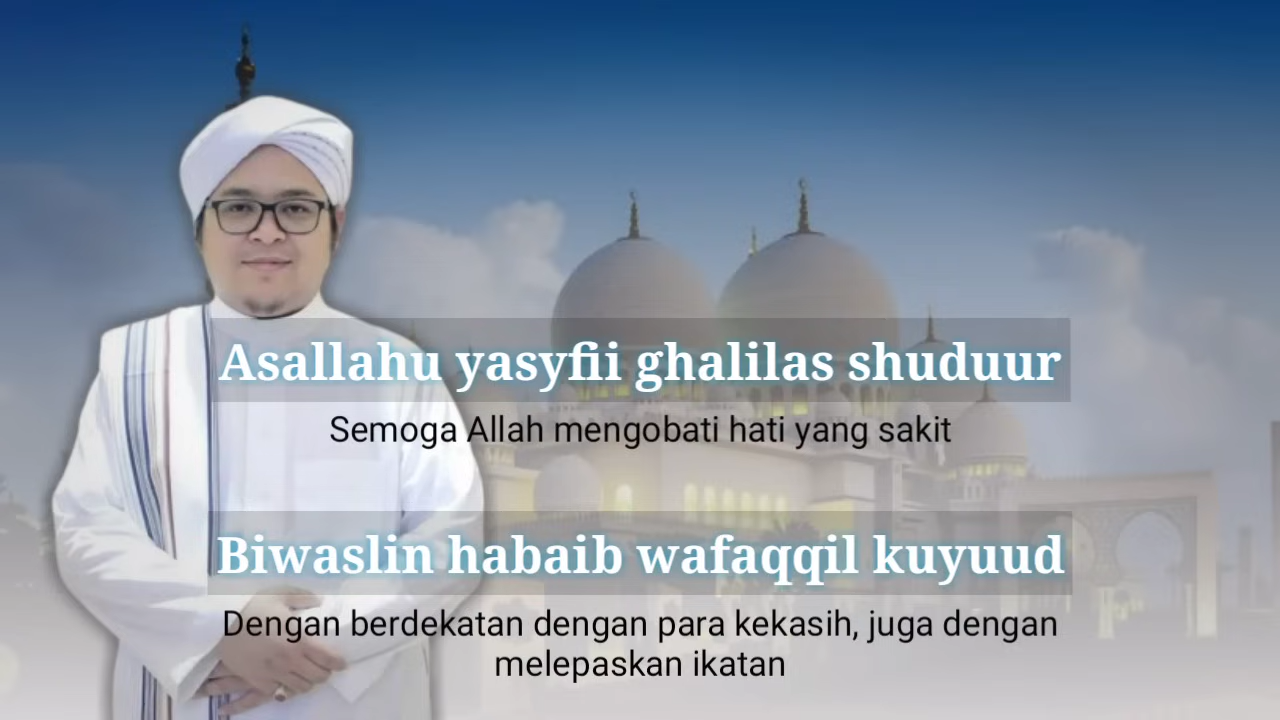 Asallahu yasyfii ghalilas shuduur
Semoga Allah mengobati hati yang sakit
Biwaslin habaib wafaqqil kuyuud
Dengan berdekatan dengan para kekasih, juga dengan
melepaskan ikatan